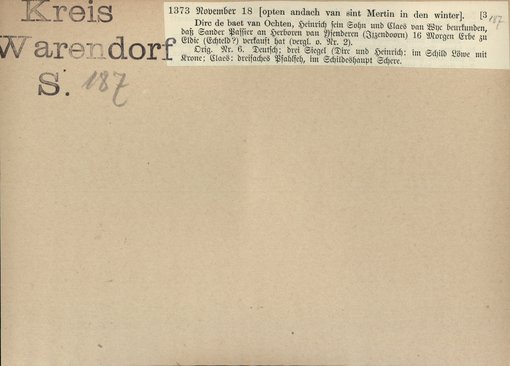 Kreis
Warendorf
S. 187
1373 November 18 [opten andach van sint Mertin in den winter]. [3
187
Dirc de baet van Ochten, Heinrich sein Sohn und Claes van Wye beurkunden,
daß Sander Passier an Herboren van Ysenderen (Itzendoorn) 16 Morgen Erbe zu
Eldic (Echteld?) verkauft hat (vergl. o. Nr. 2).
Orig. Nr. 6. Deutsch; drei Siegel (Dirc und Heinrich: im Schild Löwe mit
Krone; Claes: dreifaches Pfahlfeh, im Schildeshaupt Schere.